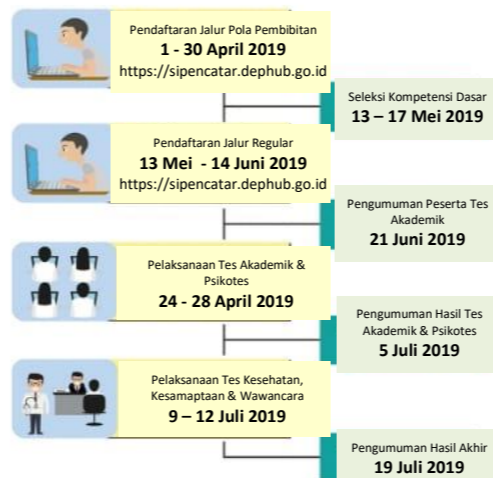 Pendaftaran Jalur Pola Pembibitan
1 - 30 April 2019
https://sipencatar.dephub.go.id
Seleksi Kompetensi Dasar
13 – 17 Mei 2019
Pendaftaran Jalur Regular
13 Mei - 14 Juni 2019
https://sipencatar.dephub.go.id
Pengumuman Peserta Tes
Akademik
21 Juni 2019
Pelaksanaan Tes Akademik &
Psikotes
24 - 28 April 2019
Pengumuman Hasil Tes
Akademik & Psikotes
5 Juli 2019
Pelaksanaan Tes Kesehatan,
Kesamaptaan & Wawancara
9 – 12 Juli 2019
Pengumuman Hasil Akhir
19 Juli 2019